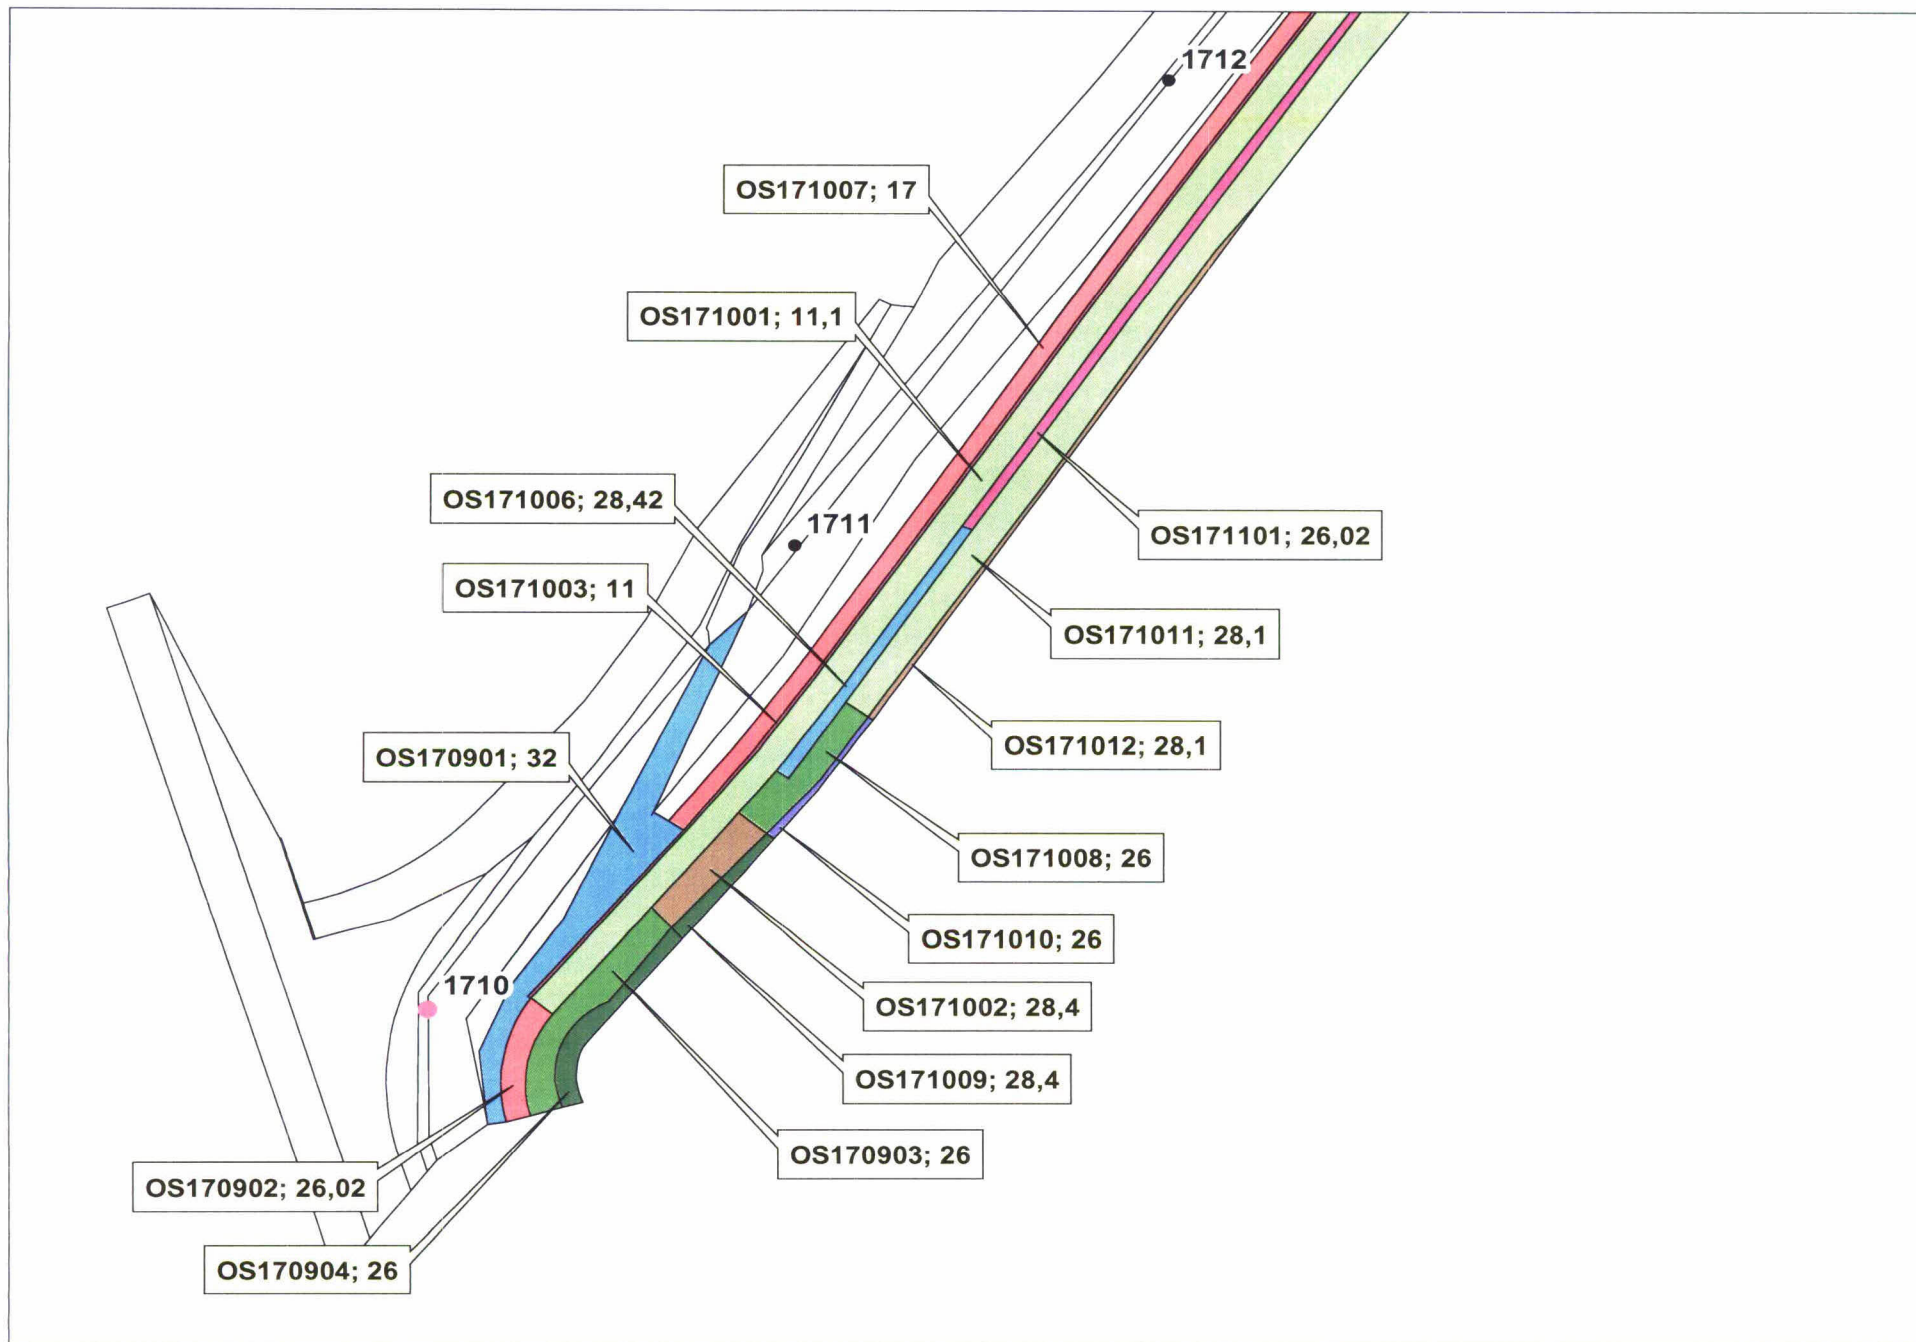 1712
OS171007; 17
OS171001; 11,1
OS171006; 28,42
1711
OS171101; 26,02
OS171003; 11
OS171011; 28,1
OS170901; 32
OS171012; 28,1
OS171008; 26
OS171010; 26
1710
OS171002; 28,4
OS171009; 28,4
OS170903; 26
OS170902; 26,02
OS170904; 26